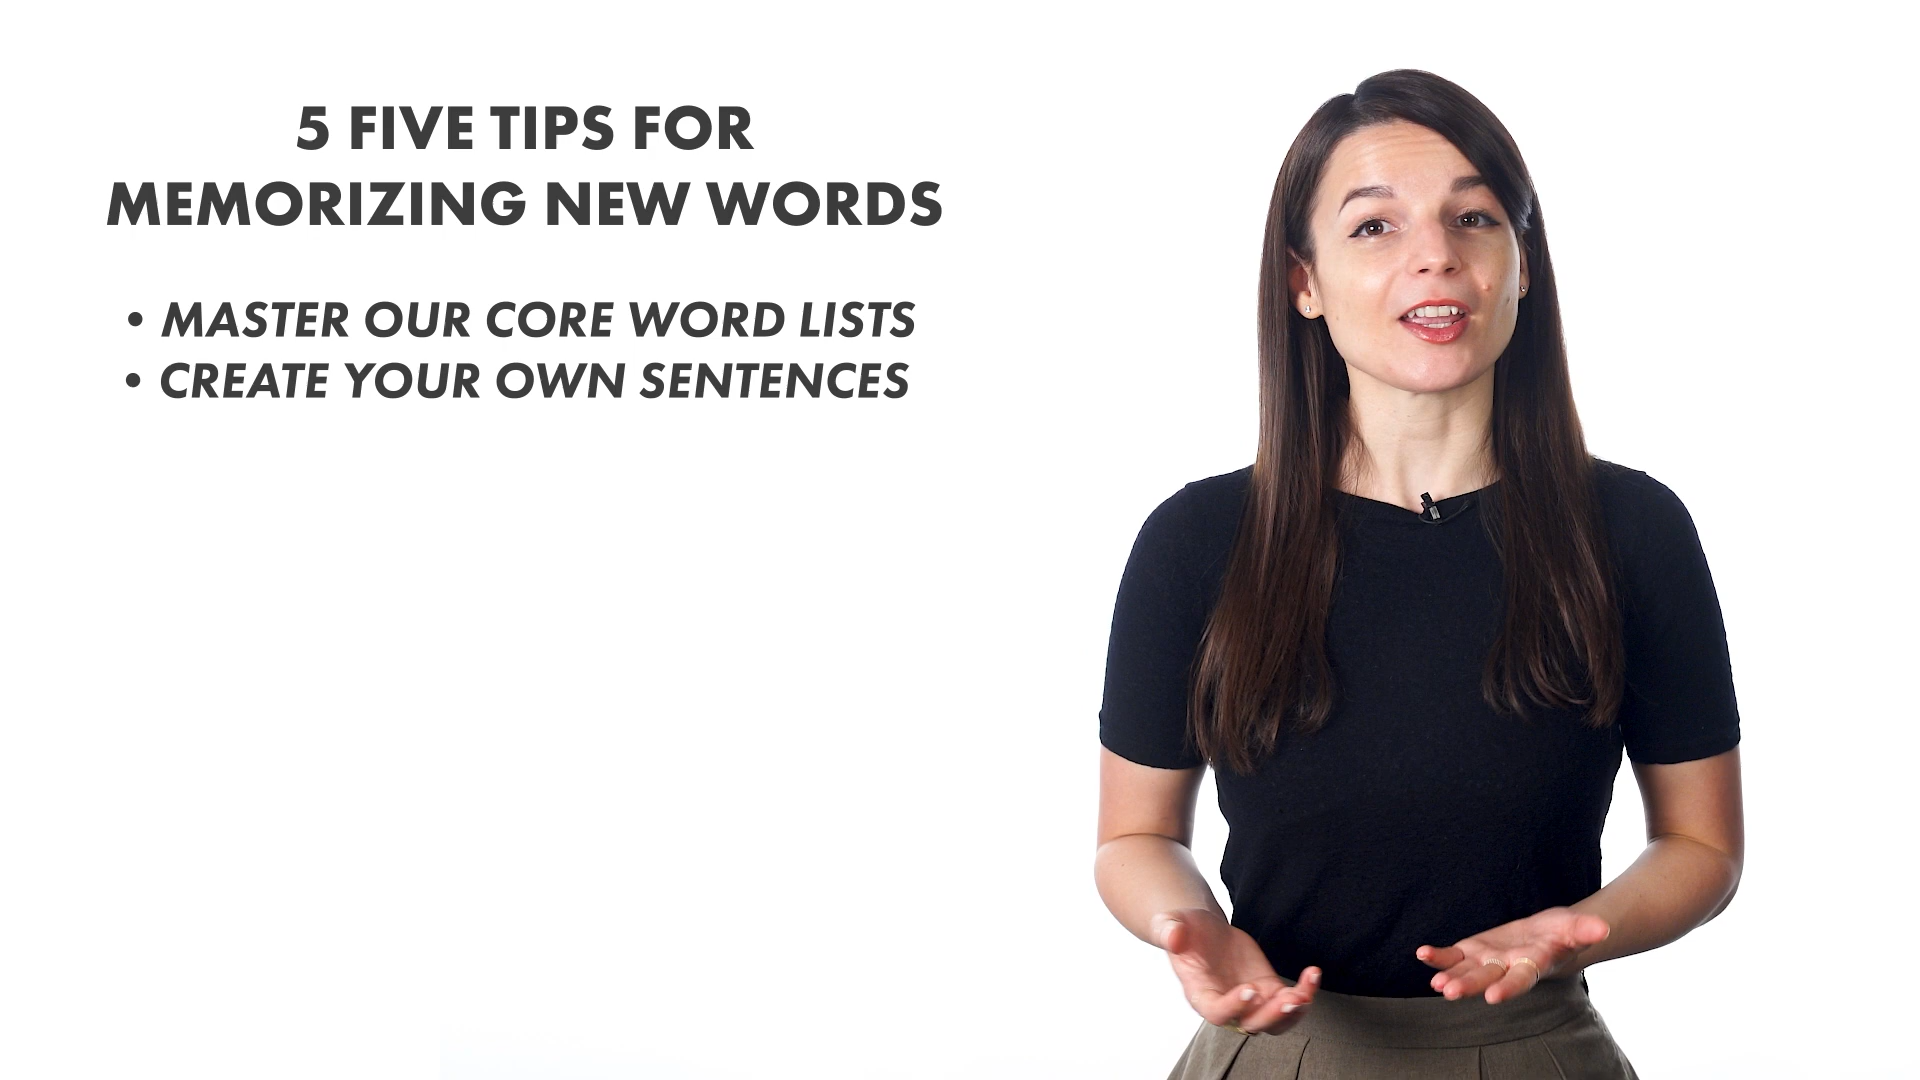 5 FIVE TIPS FOR
MEMORIZING NEW WORDS
• MASTER OUR CORE WORD LISTS
• CREATE YOUR OWN SENTENCES